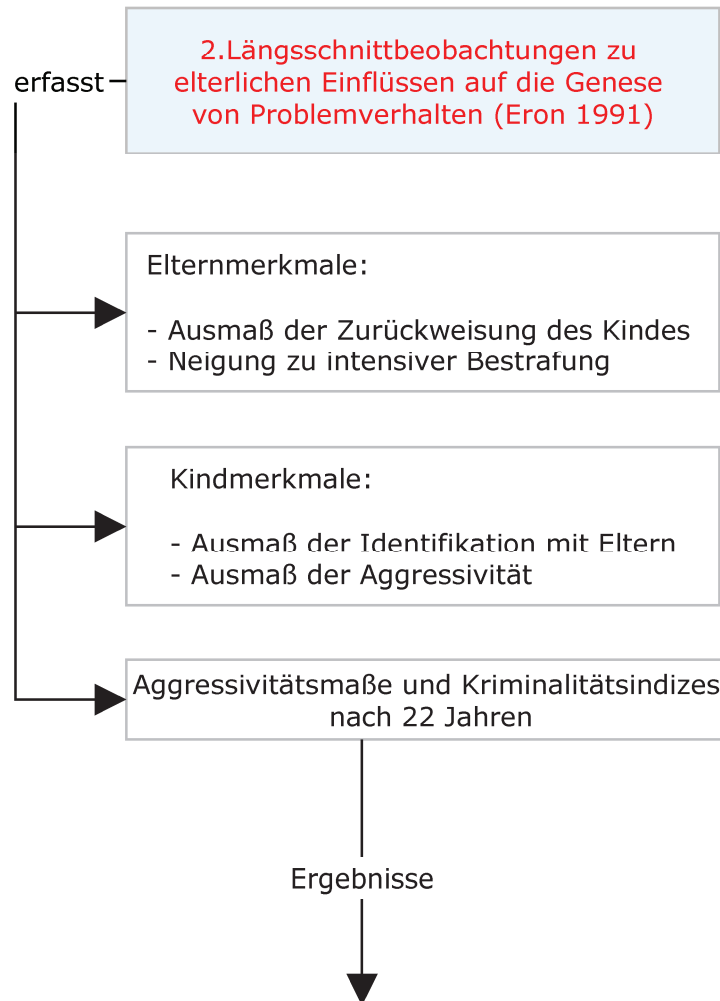 2.Längsschnittbeobachtungen zu
elterlichen Einflüssen auf die Genese
von Problemverhalten (Eron 1991)
erfasst
Elternmerkmale:
- Ausmaß der Zurückweisung des Kindes
- Neigung zu intensiver Bestrafung
Kindmerkmale:
- Ausmaß der Identifikation mit Eltern
- Ausmaß der Aggressivität
Aggressivitätsmaße und Kriminalitätsindizes
nach 22 Jahren
Ergebnisse